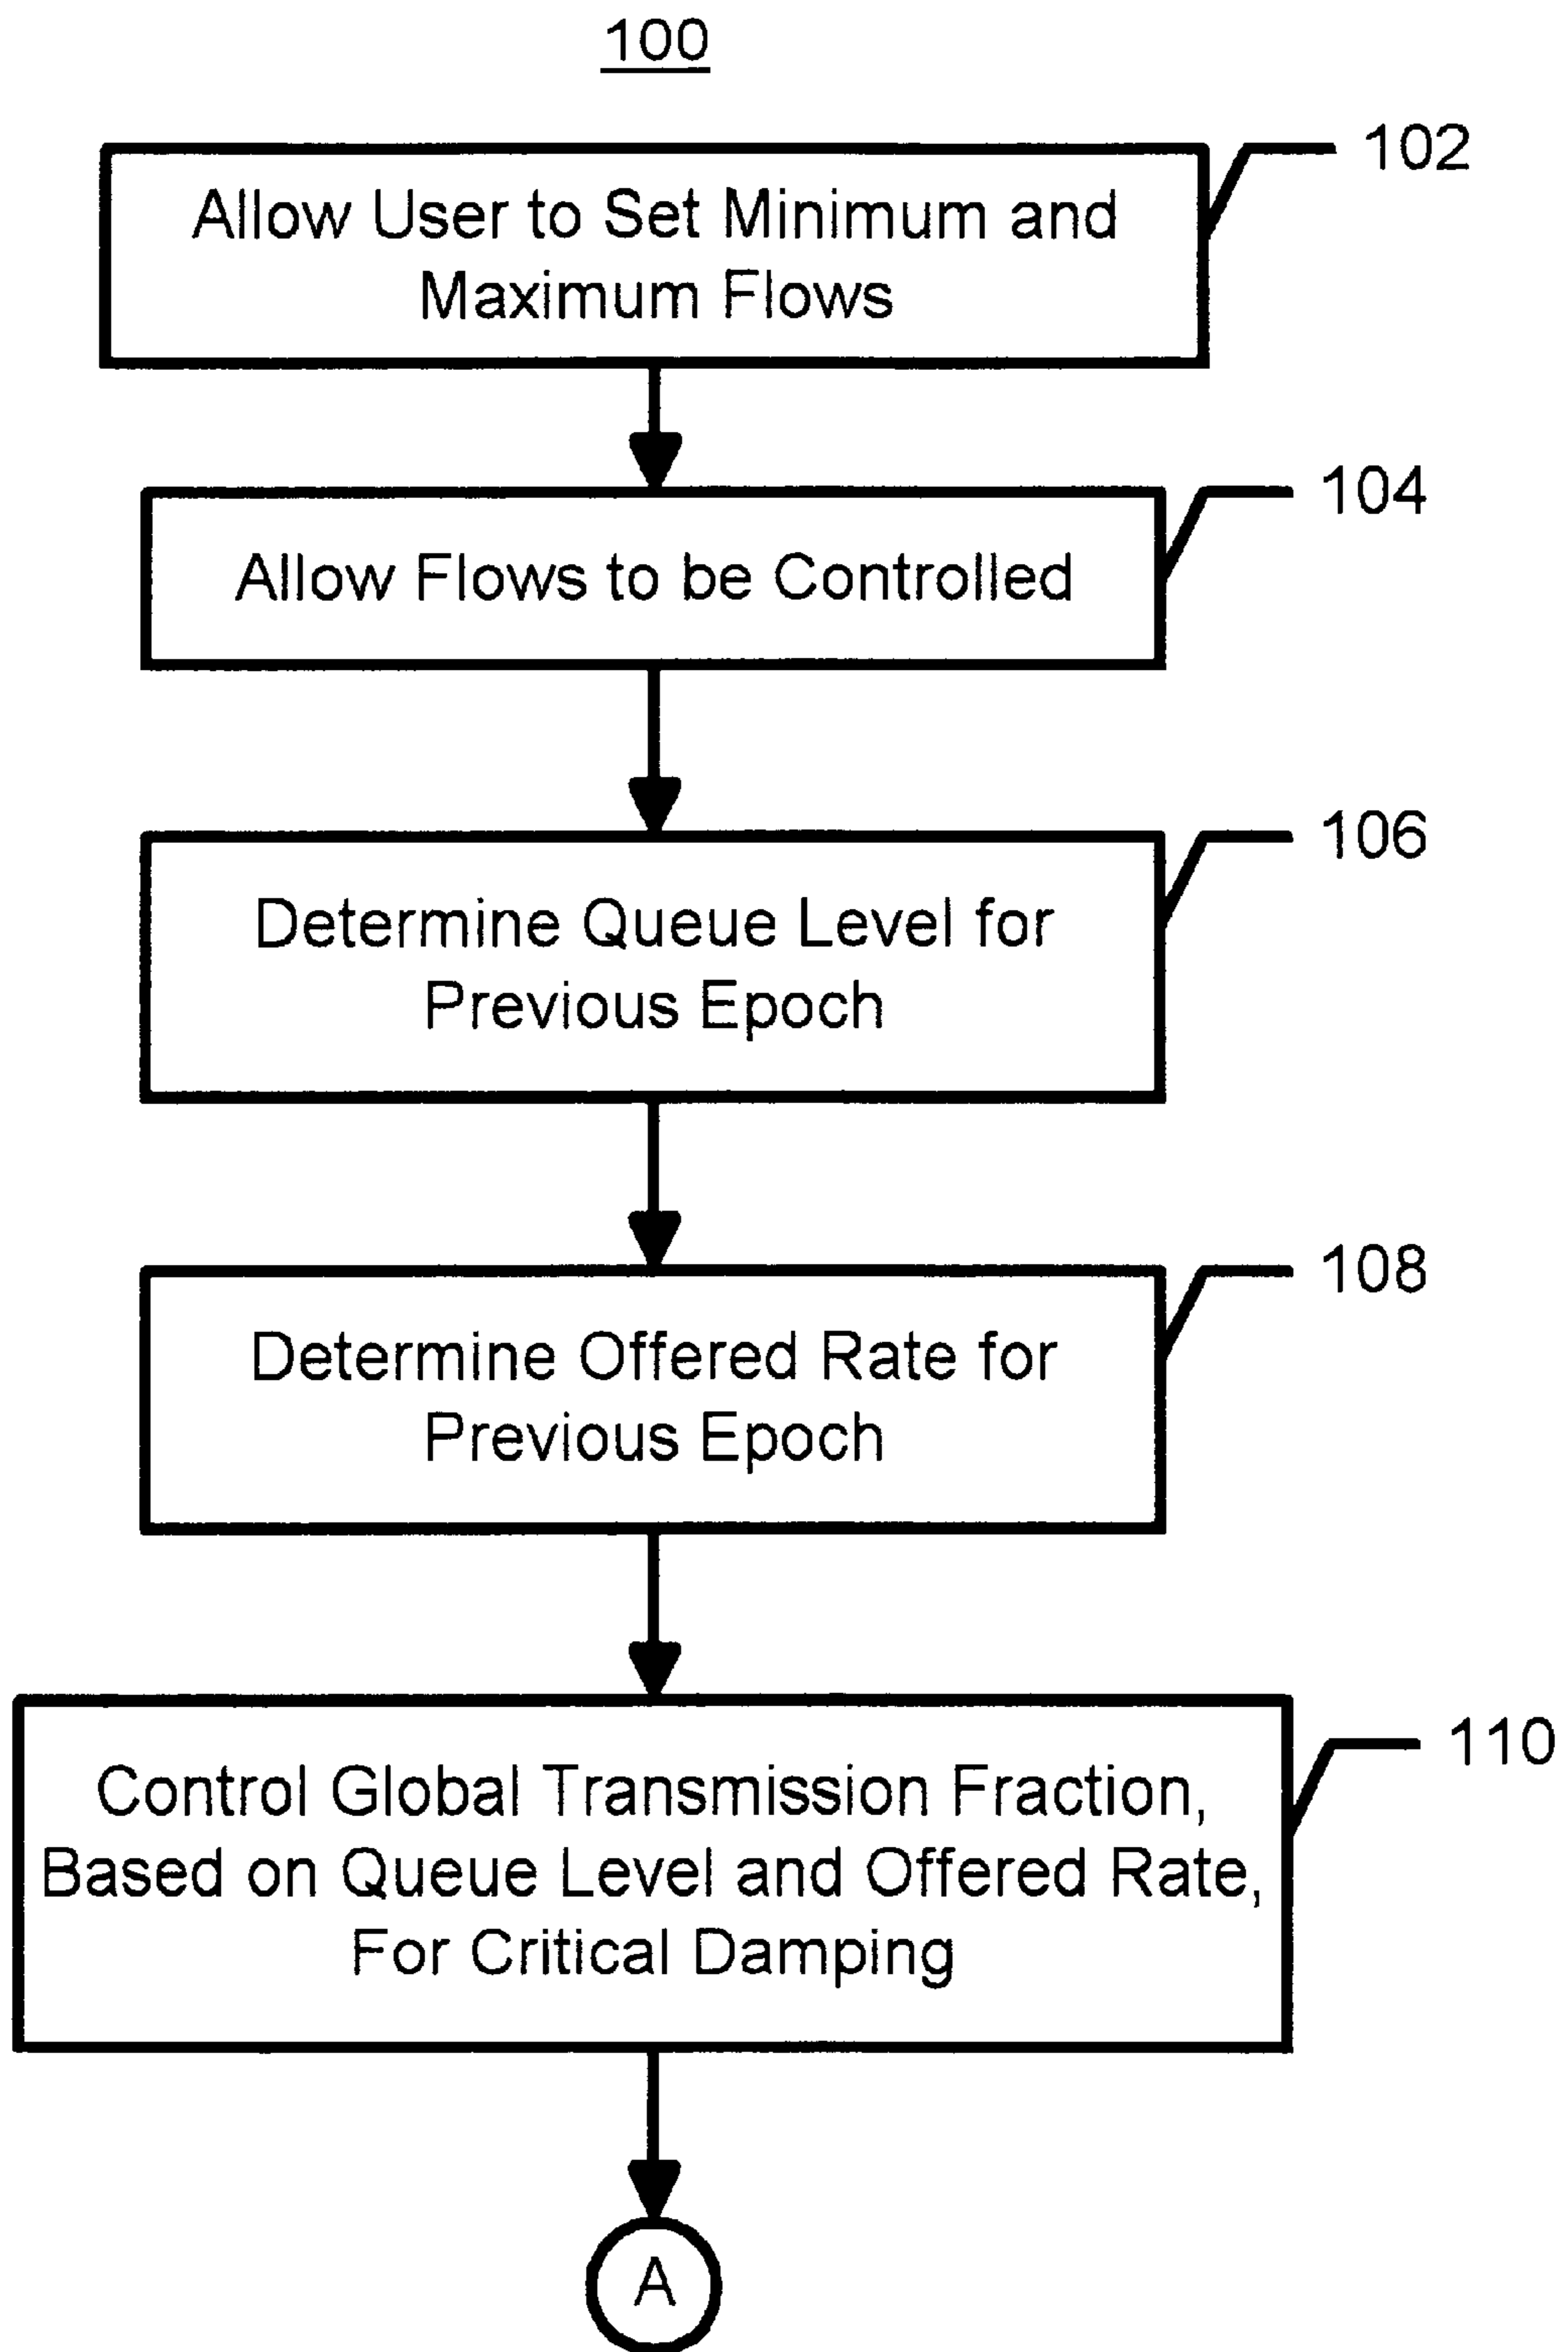 100
102
Allow User to Set Minimum and
Maximum Flows
104
Allow Flows to be Controlled
106
Determine Queue Level for
Previous Epoch
108
Determine Offered Rate for
Previous Epoch
110
Control Global Transmission Fraction,
Based on Queue Level and Offered Rate,
For Critical Damping
A